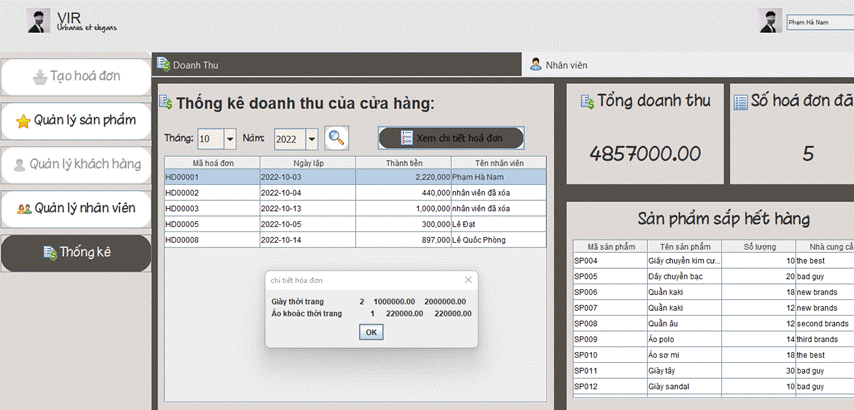 VIR
Urbanus et elegans
Phạm Hà Nam
Tạo hoá đơn
Quản lý sản phẩm
Quản lý khách hàng
Quản lý nhân viên
Thống kê
Doanh Thu
Nhân viên
Thống kê doanh thu của cửa hàng:
Tháng: 10 Năm: 2022
Xem chi tiết hoá đơn
Mã hoá đơn Ngày lập Thành tiền Tên nhân viên
HD00001 2022-10-03 2,220,000 Phạm Hà Nam
HD00002 2022-10-04 440,000 nhân viên đã xóa
HD00003 2022-10-13 1,000,000 nhân viên đã xóa
HD00005 2022-10-05 300,000 Lê Đạt
HD00008 2022-10-14 897,000 Lê Quốc Phòng
chi tiết hóa đơn
Giày thời trang 2 1000000.00 2000000.00
Áo khoác thời trang 1 220000.00 220000.00
OK
Tổng doanh thu
4857000.00
Số hoá đơn đã
5
Sản phẩm sắp hết hàng
Mã sản phẩm Tên sản phẩm Số lượng Nhà cung cấ
SP004 Giây chuyền kim cư... 10 the best
SP005 Dây chuyền bạc 20 bad guy
SP006 Quần kaki 18 new brands
SP007 Quần kaki 12 new brands
SP008 Quần âu 12 second brands
SP009 Áo polo 14 third brands
SP010 Áo sơ mi 18 the best
SP011 Giày tây 30 bad guy
SP012 Giày sandal 10 bad guy